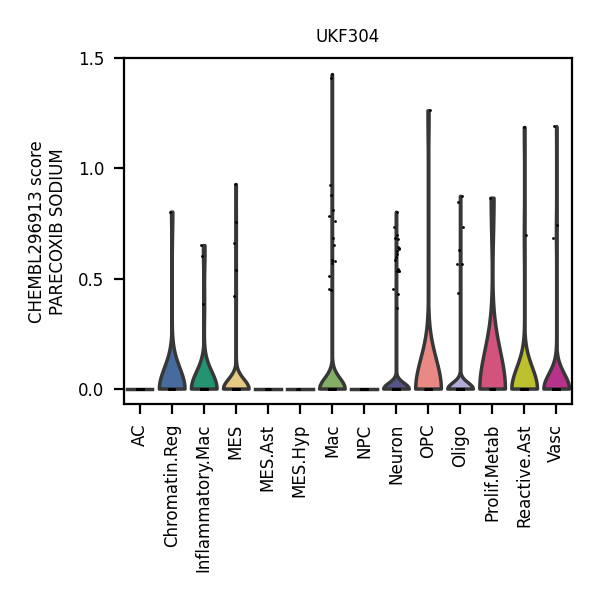 UKF304
CHEMBL296913 score
PARECOXIB SODIUM
1.5
1.0
0.5
0.0
AC
Chromatin.Reg
Inflammatory.Mac
MES
MES.Ast
MES.Hyp
Mac
NPC
Neuron
OPC
Oligo
Prolif.Metab
Reactive.Ast
Vasc